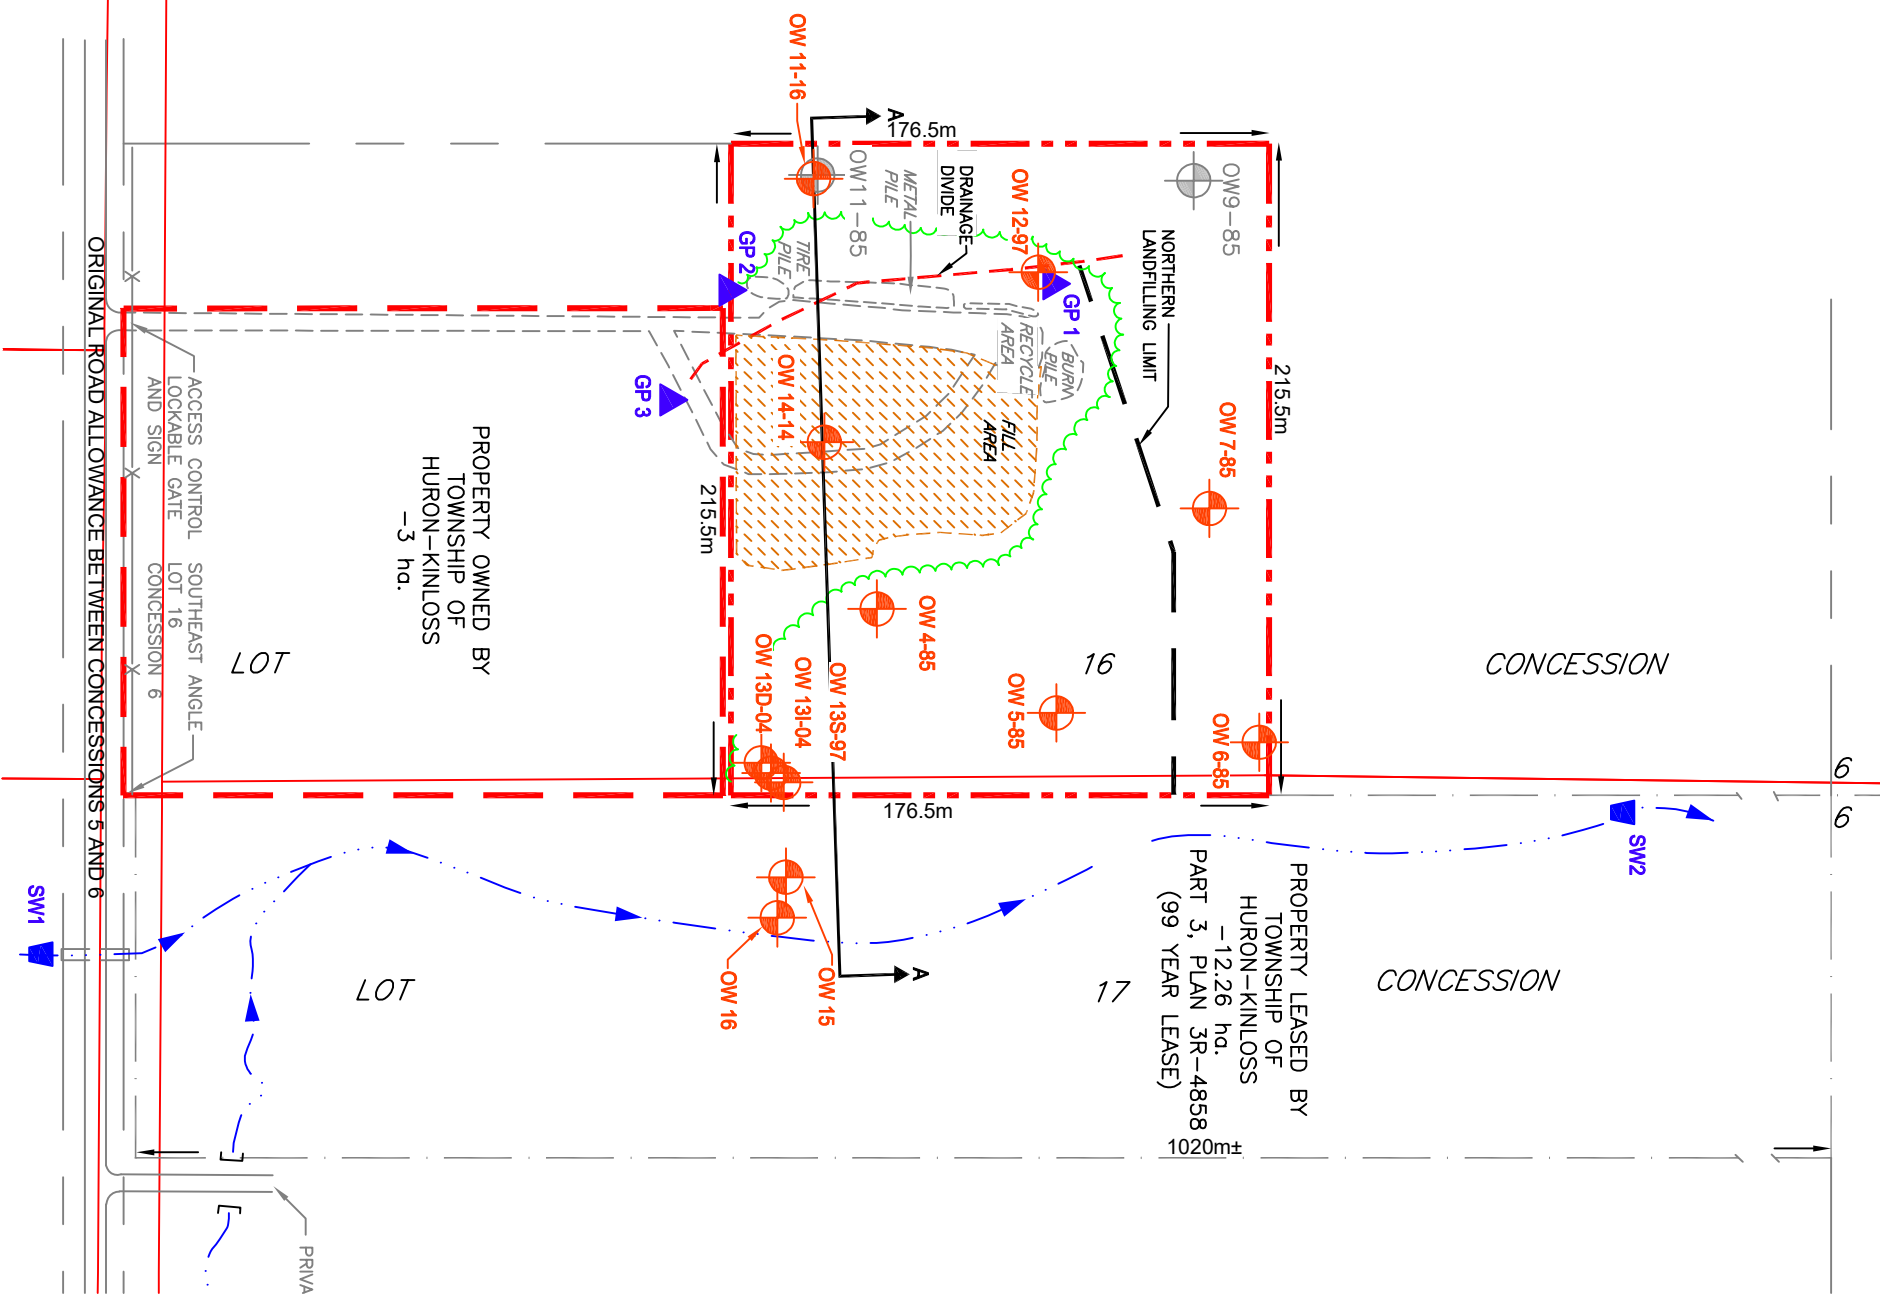 OW 11-16
A
176.5m
OW11-85
METAL
PILE
DRAINAGE
DIVIDE
OW 12-97
OW9-85
NORTHERN
LANDFILLING LIMIT
GP 2
TIRE
PILE
GP 1
RECYCLE
AREA
BURN
PILE
215.5m
OW 7-85
OW 14-14
FILL
AREA
GP 3
215.5m
ACCESS CONTROL
LOCKABLE GATE
AND SIGN
SOUTHEAST ANGLE
LOT 16
CONCESSION 6
ORIGINAL ROAD ALLOWANCE BETWEEN CONCESSIONS 5 AND 6
PROPERTY OWNED BY
TOWNSHIP OF
HURON-KINLOSS
-3 ha.
LOT
16
CONCESSION
6
OW 4-85
OW 5-85
OW 6-85
OW 13S-97
OW 13I-04
OW 13D-04
176.5m
6
SW2
SW1
LOT
17
CONCESSION
OW 15
OW 16
A
PROPERTY LEASED BY
TOWNSHIP OF
HURON-KINLOSS
-12.26 ha.
PART 3, PLAN 3R-4858
(99 YEAR LEASE)
1020m±
PRIVA